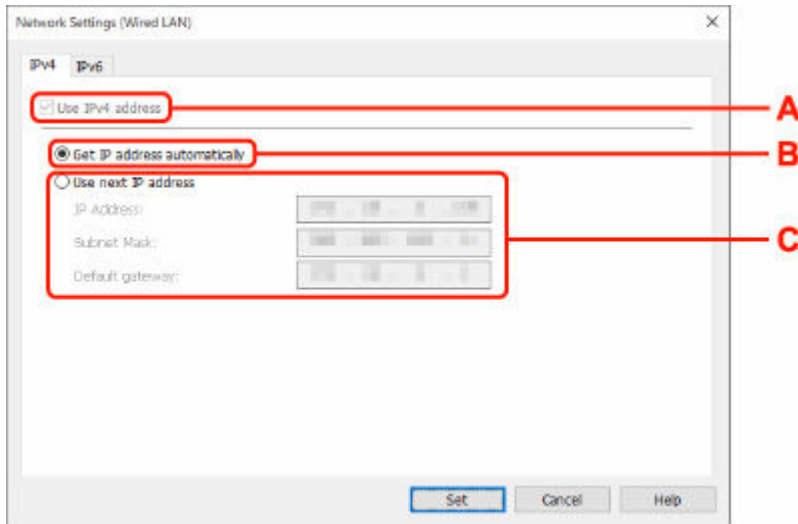 Network Settings (Wired LAN)
IPv4 IPv6
Use IPv4 address
A
Get IP address automatically
B
Use next IP address
IP Address:
Subnet Mask:
C
Default gateway:
Set Cancel Help